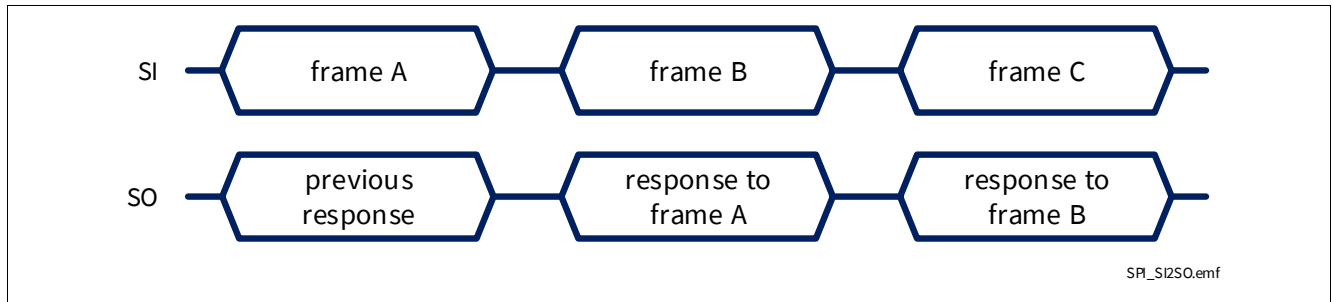 SI
frame A
frame B
frame C
SO
previous
response
response to
frame A
response to
frame B
SPI_SI2SO.emf